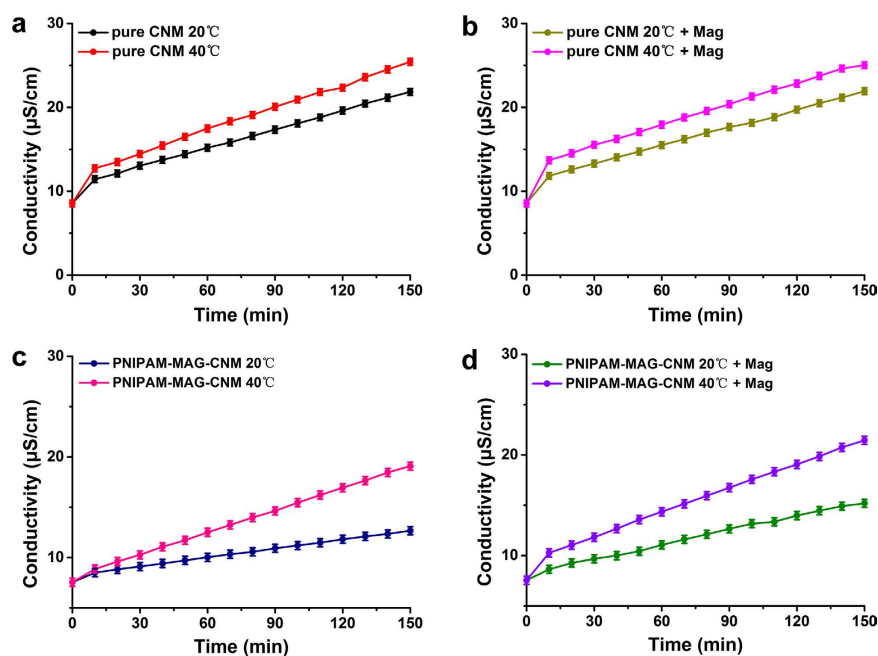 a
pure CNM 20℃
pure CNM 40℃
30
20
10
0
Conductivity (µS/cm)
0 30 60 90 120 150
Time (min)
b
pure CNM 20℃ + Mag
pure CNM 40℃ + Mag
30
20
10
0
Conductivity (µS/cm)
0 30 60 90 120 150
Time (min)
c
PNIPAM-MAG-CNM 20℃
PNIPAM-MAG-CNM 40℃
30
20
10
Conductivity (µS/cm)
0 30 60 90 120 150
Time (min)
d
PNIPAM-MAG-CNM 20℃ + Mag
PNIPAM-MAG-CNM 40℃ + Mag
30
20
10
Conductivity (µS/cm)
0 30 60 90 120 150
Time (min)